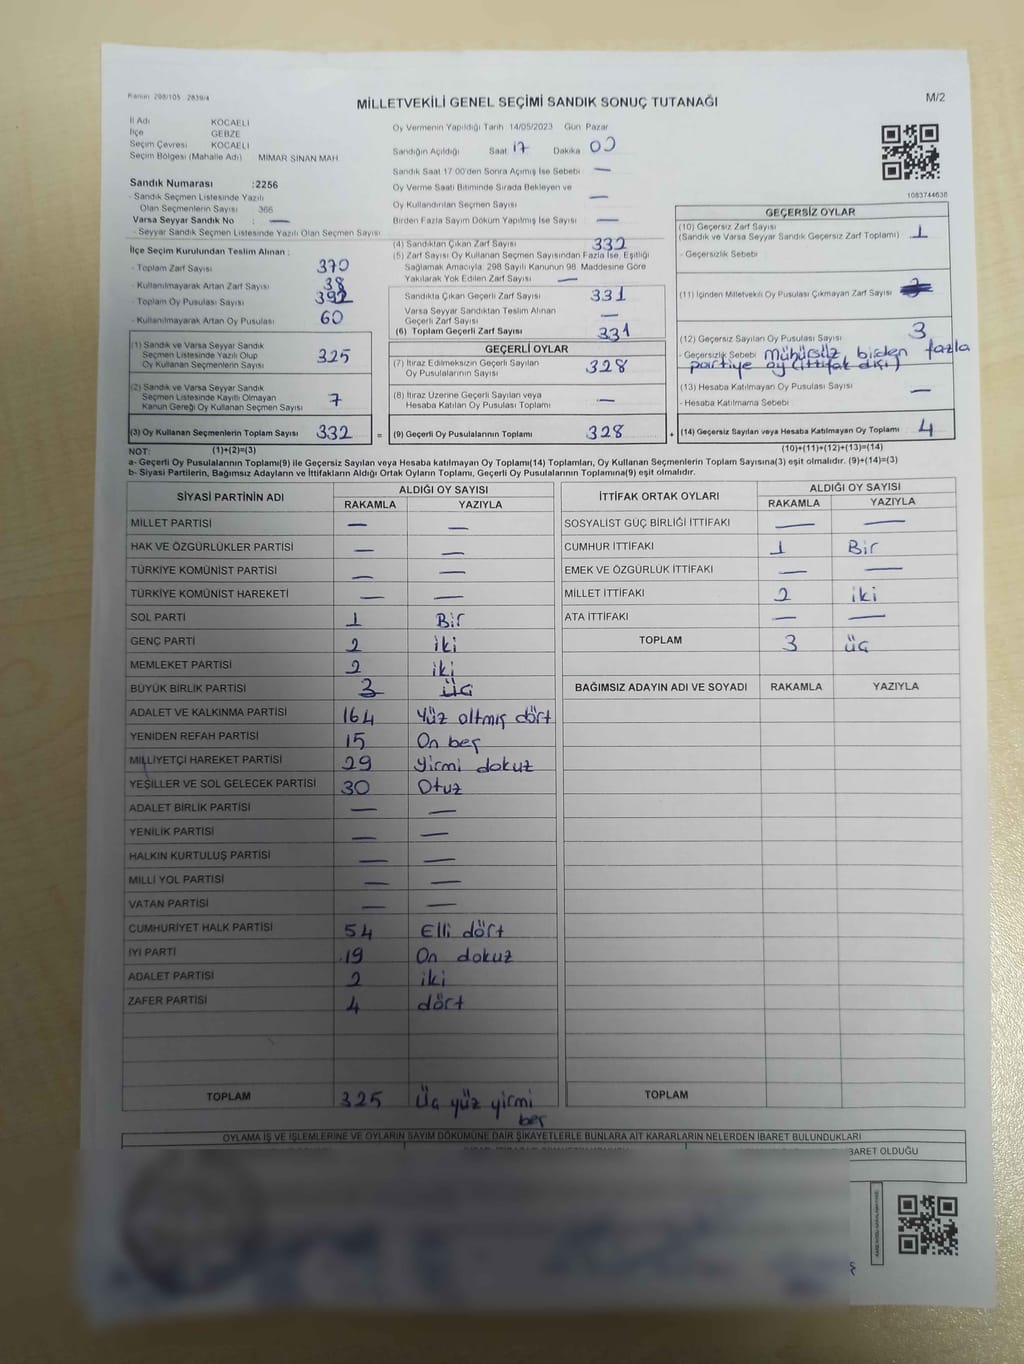 Kanun 298/105 2839/4
MİLLETVEKİLİ GENEL SEÇİMİ SANDIK SONUÇ TUTANAĞI
M/2
İl Adı KOCAELİ
İlçe GEBZE
Seçim Çevresi KOCAELİ
Seçim Bölgesi (Mahalle Adı) MİMAR SİNAN MAH
Sandık Numarası :2256
- Sandık Seçmen Listesinde Yazılı
Olan Seçmenlerin Sayısı 366
Varsa Seyyar Sandık No : —
- Seyyar Sandık Seçmen Listesinde Yazılı Olan Seçmen Sayısı
Oy Vermenin Yapıldığı Tarih 14/05/2023 Gün Pazar
Sandığın Açıldığı Saat 17 Dakika 00
Sandık Saat 17 00'den Sonra Açımış İse Sebebi —
Oy Verme Saati Bitiminde Sırada Bekleyen ve
Oy Kullandırılan Seçmen Sayısı —
Birden Fazla Sayım Döküm Yapılmış İse Sayısı —
1083744636
İlçe Seçim Kurulundan Teslim Alınan :
- Toplam Zarf Sayısı 370
- Kullanılmayarak Artan Zarf Sayısı 38
- Toplam Oy Pusulası Sayısı 392
- Kullanılmayarak Artan Oy Pusulası 60
(1) Sandık ve Varsa Seyyar Sandık
Seçmen Listesinde Yazılı Olup
Oy Kullanan Seçmenlerin Sayısı 325
(2) Sandık ve Varsa Seyyar Sandık
Seçmen Listesinde Kayıtlı Olmayan
Kanun Gereği Oy Kullanan Seçmen Sayısı 7
(3) Oy Kullanan Seçmenlerin Toplam Sayısı 332 =
(4) Sandıktan Çıkan Zarf Sayısı 332
(5) Zarf Sayısı Oy Kullanan Seçmen Sayısından Fazla İse, Eşitliği
Sağlamak Amacıyla, 298 Sayılı Kanunun 98. Maddesine Göre
Yakılarak Yok Edilen Zarf Sayısı —
Sandıkta Çıkan Geçerli Zarf Sayısı 331
Varsa Seyyar Sandıktan Teslim Alınan
Geçerli Zarf Sayısı —
(6) Toplam Geçerli Zarf Sayısı 331
GEÇERLİ OYLAR
(7) İtiraz Edilmeksizin Geçerli Sayılan
Oy Pusulalarının Sayısı 328
(8) İtiraz Üzerine Geçerli Sayılan veya
Hesaba Katılan Oy Pusulası Toplamı —
(9) Geçerli Oy Pusulalarının Toplamı 328 +
GEÇERSİZ OYLAR
(10) Geçersiz Zarf Sayısı
(Sandık ve Varsa Seyyar Sandık Geçersiz Zarf Toplamı) 1
- Geçersizlik Sebebi
(11) İçinden Milletvekili Oy Pusulası Çıkmayan Zarf Sayısı
(12) Geçersiz Sayılan Oy Pusulası Sayısı 3
- Geçersizlik Sebebi Mühürsüz birden fazla
partiye oy (ittifak dışı)
(13) Hesaba Katılmayan Oy Pusulası Sayısı —
- Hesaba Katılmama Sebebi
(14) Geçersiz Sayılan veya Hesaba Katılmayan Oy Toplamı 4
NOT: (1)+(2)=(3) (10)+(11)+(12)+(13)=(14)
a- Geçerli Oy Pusulalarının Toplamı(9) ile Geçersiz Sayılan veya Hesaba katılmayan Oy Toplamı(14) Toplamları, Oy Kullanan Seçmenlerin Toplam Sayısına(3) eşit olmalıdır. (9)+(14)=(3)
b- Siyasi Partilerin, Bağımsız Adayların ve İttifakların Aldığı Ortak Oyların Toplamı, Geçerli Oy Pusulalarının Toplamına(9) eşit olmalıdır.
SİYASİ PARTİNİN ADI ALDIĞI OY SAYISI
RAKAMLA YAZIYLA
MİLLET PARTİSİ — —
HAK VE ÖZGÜRLÜKLER PARTİSİ — —
TÜRKİYE KOMÜNİST PARTİSİ — —
TÜRKİYE KOMÜNİST HAREKETİ — —
SOL PARTİ 1 Bir
GENÇ PARTİ 2 iki
MEMLEKET PARTİSİ 2 iki
BÜYÜK BİRLİK PARTİSİ 3 üç
ADALET VE KALKINMA PARTİSİ 164 Yüz altmış dört
YENİDEN REFAH PARTİSİ 15 On beş
MİLLİYETÇİ HAREKET PARTİSİ 29 Yirmi dokuz
YEŞİLLER VE SOL GELECEK PARTİSİ 30 Otuz
ADALET BİRLİK PARTİSİ — —
YENİLİK PARTİSİ — —
HALKIN KURTULUŞ PARTİSİ — —
MİLLİ YOL PARTİSİ — —
VATAN PARTİSİ — —
CUMHURİYET HALK PARTİSİ 54 Elli dört
İYİ PARTİ 19 On dokuz
ADALET PARTİSİ 2 iki
ZAFER PARTİSİ 4 dört
TOPLAM 325 Üç yüz yirmi
beş
İTTİFAK ORTAK OYLARI ALDIĞI OY SAYISI
RAKAMLA YAZIYLA
SOSYALİST GÜÇ BİRLİĞİ İTTİFAKI — —
CUMHUR İTTİFAKI 1 Bir
EMEK VE ÖZGÜRLÜK İTTİFAKI — —
MİLLET İTTİFAKI 2 iki
ATA İTTİFAKI — —
TOPLAM 3 üç
BAĞIMSIZ ADAYIN ADI VE SOYADI RAKAMLA YAZIYLA
TOPLAM
OYLAMA İŞ VE İŞLEMLERİNE VE OYLARIN SAYIM DÖKÜMÜNE DAİR ŞİKAYETLERLE BUNLARA AİT KARARLARIN NELERDEN İBARET BULUNDUKLARI
İBARET OLDUĞU